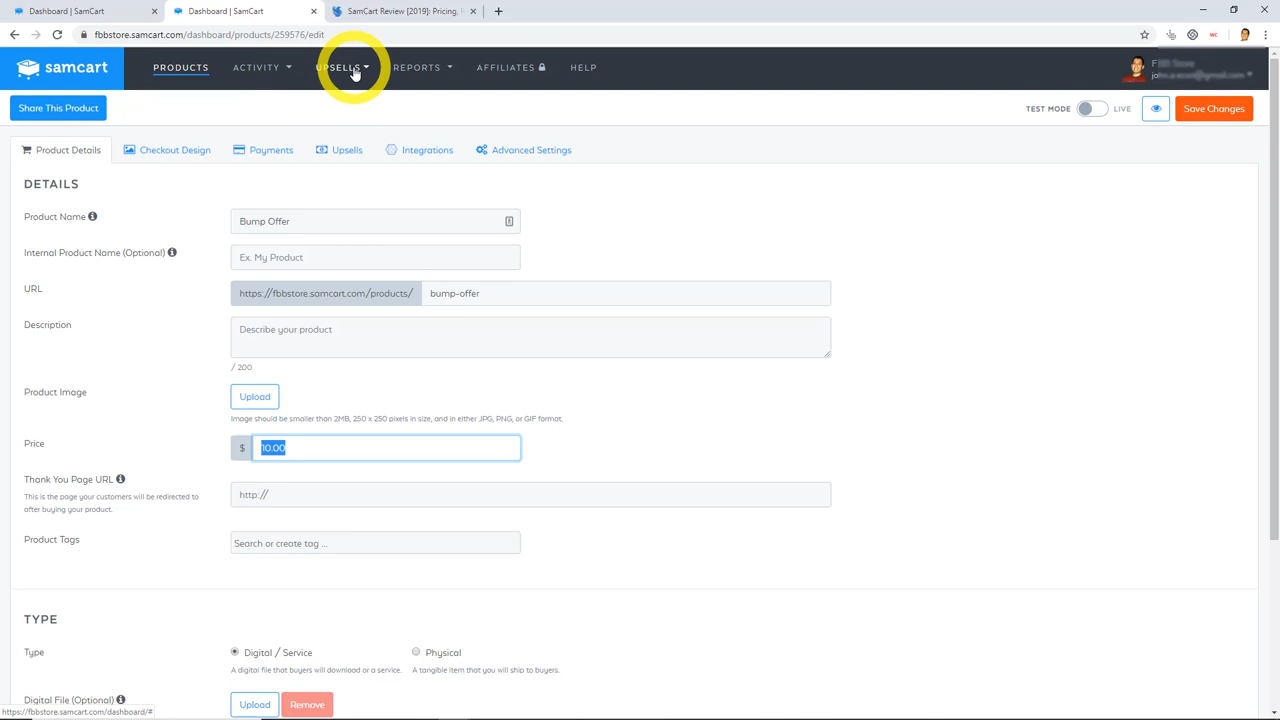 Dashboard | SamCart
Dashboard | SamCart
SamCart Review [2019]: Pricing, F
fbbstore.samcart.com/dashboard/products/259576/edit
samcart
PRODUCTS
ACTIVITY
UPSELLS
REPORTS
AFFILIATES
HELP
FBB Store
Share This Product
TEST MODE
LIVE
Save Changes
Product Details
Checkout Design
Payments
Upsells
Integrations
Advanced Settings
DETAILS
Product Name
Bump Offer
Internal Product Name (Optional)
Ex. My Product
URL
https://fbbstore.samcart.com/products/
bump-offer
Description
Describe your product
/ 200
Product Image
Upload
Image should be smaller than 2MB, 250 x 250 pixels in size, and in either JPG, PNG, or GIF format.
Price
$
10.00
Thank You Page URL
This is the page your customers will be redirected to
after buying your product.
http://
Product Tags
Search or create tag ...
TYPE
Type
Digital / Service
Physical
A digital file that buyers will download or a service.
A tangible item that you will ship to buyers.
Digital File (Optional)
Upload
Remove
https://fbbstore.samcart.com/dashboard/#